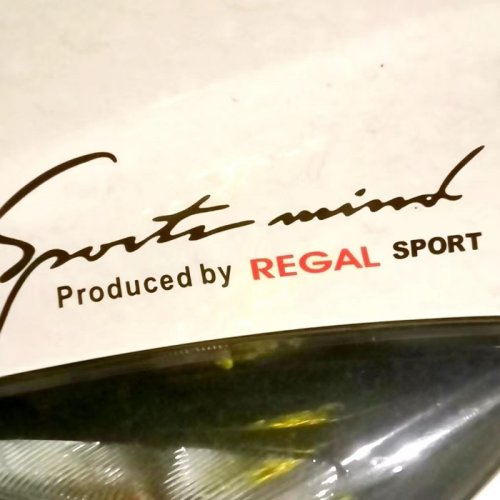 Sports mind
Produced by REGAL SPORT